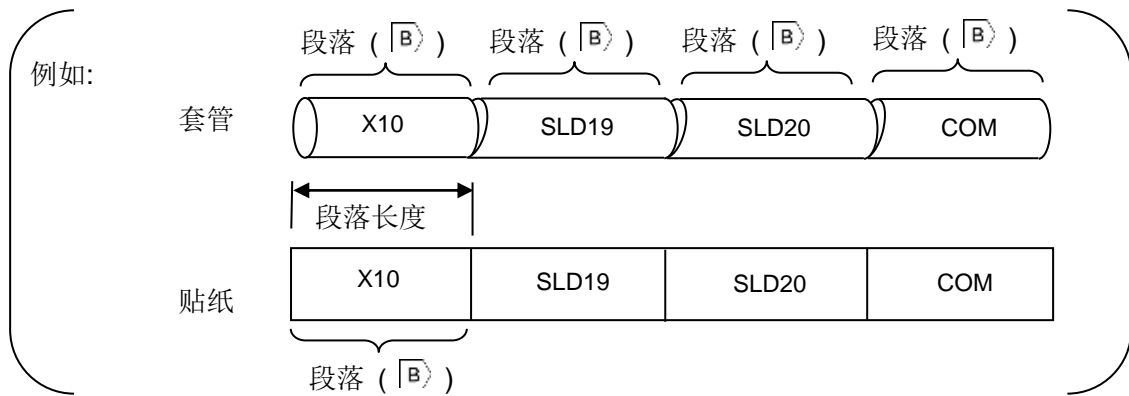 段落 ( B ) 段落 ( B ) 段落 ( B ) 段落 ( B )
例如:
套管 X10 SLD19 SLD20 COM
段落长度
贴纸 X10 SLD19 SLD20 COM
段落 ( B )